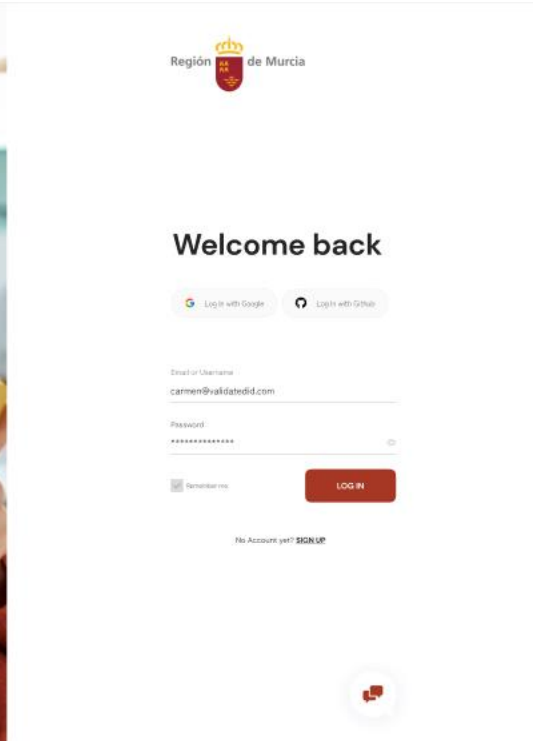 Región de Murcia
Welcome back
Log in with Google
Log in with Github
Email or Username
carmen@validatedid.com
Password
**************
Remember me
LOG IN
No Account yet? SIGN UP